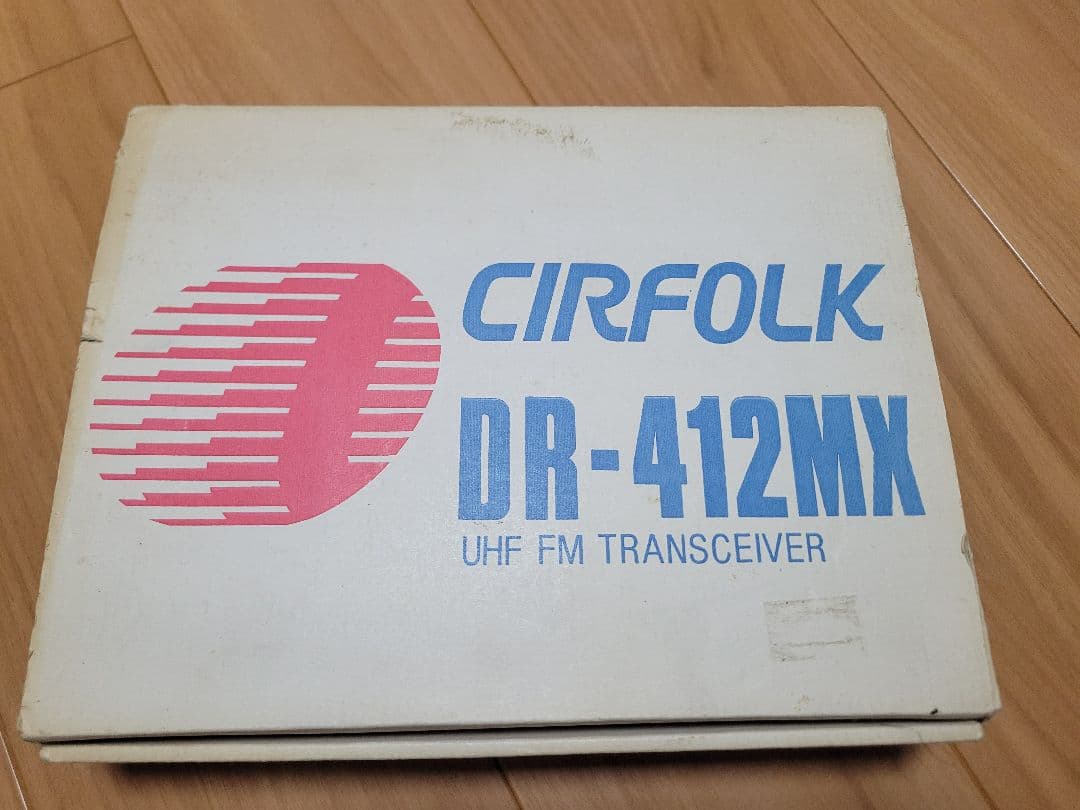 CIRFOLK
DR-412MX
UHF FM TRANSCEIVER